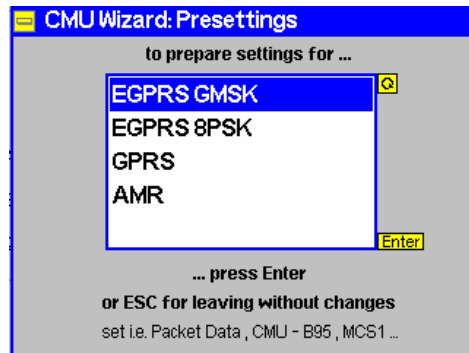 CMU Wizard: Presettings
to prepare settings for ...
EGPRS GMSK
EGPRS 8PSK
GPRS
AMR
Enter
... press Enter
or ESC for leaving without changes
set i.e. Packet Data , CMU - B95 , MCS1 ...